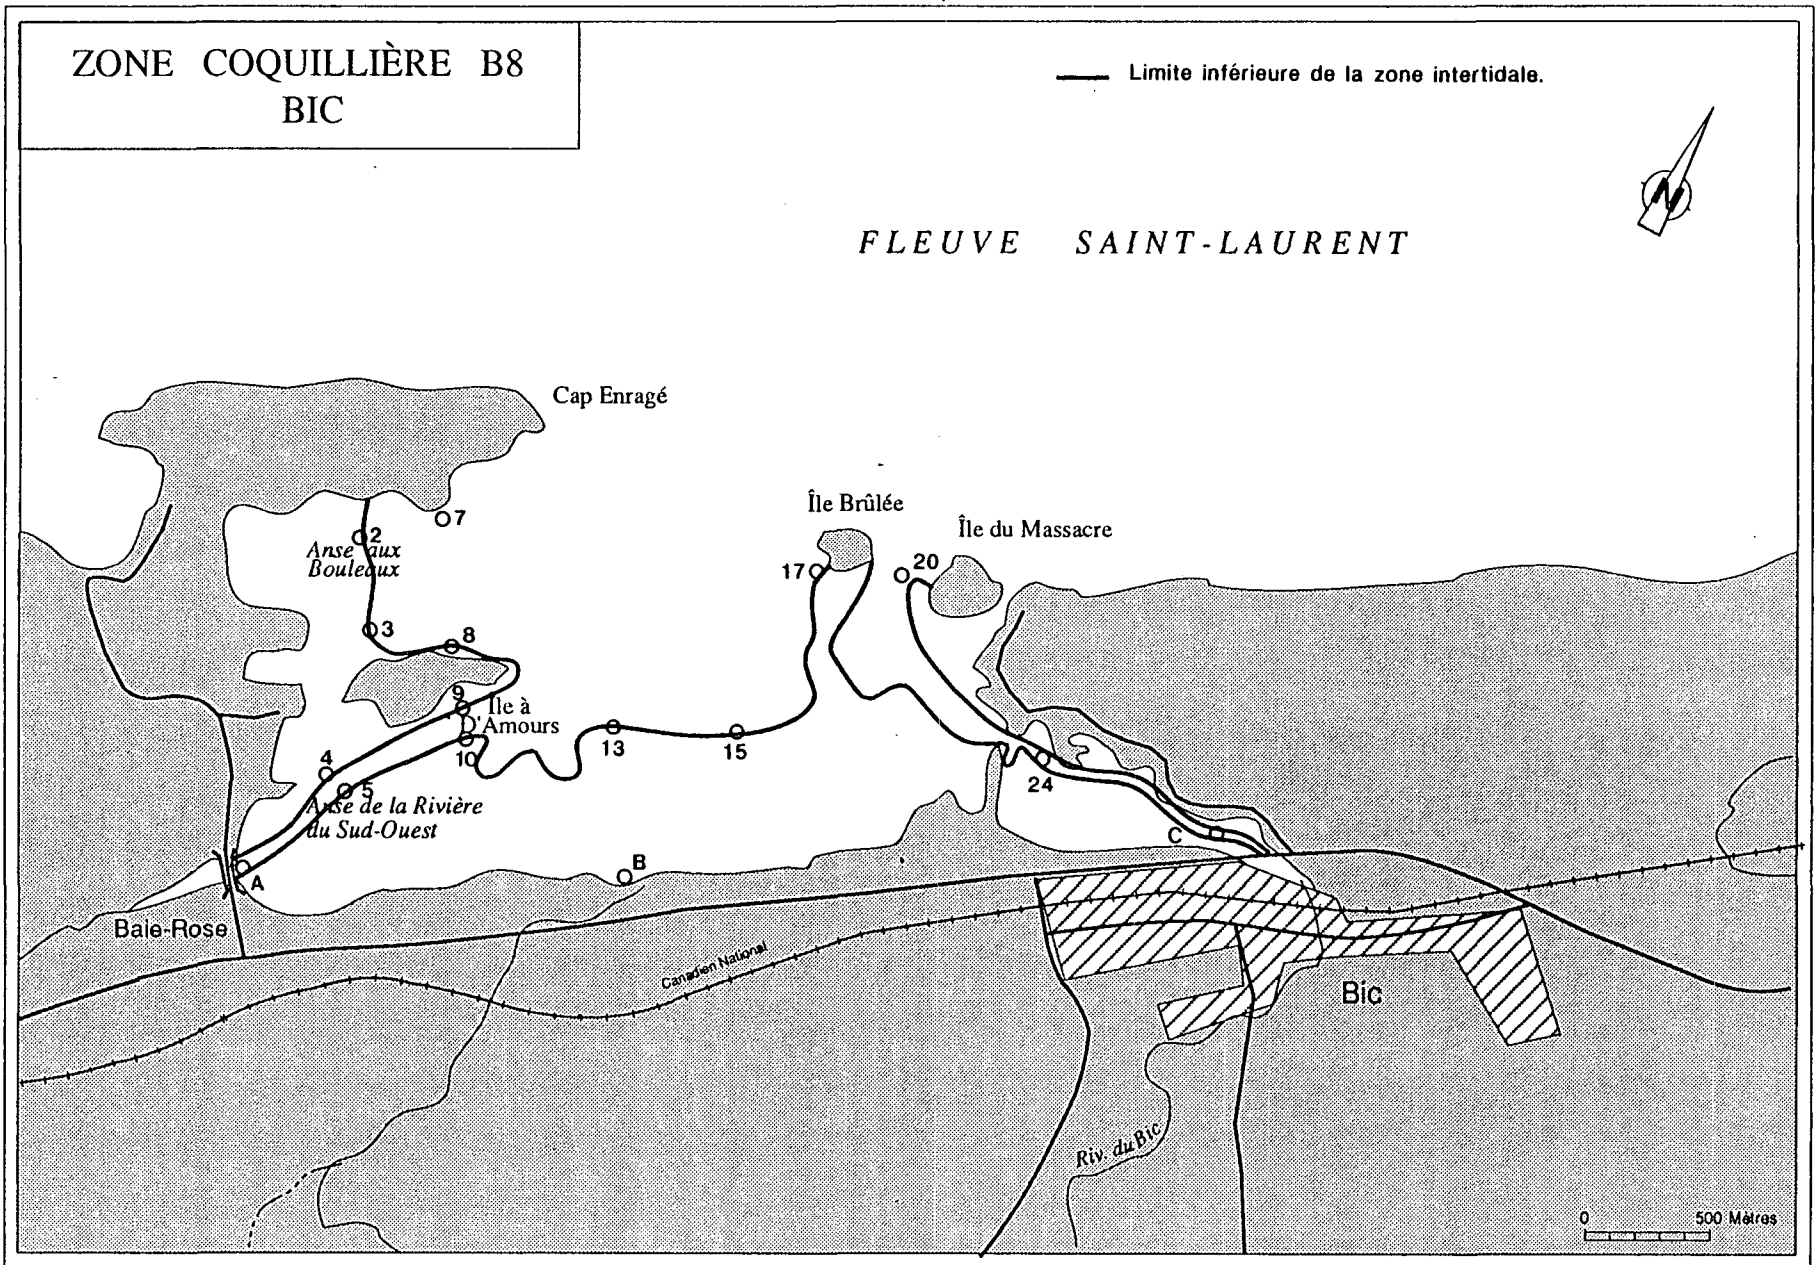 ZONE COQUILLIÈRE B8
BIC
Limite inférieure de la zone intertidale.
N
FLEUVE SAINT-LAURENT
Cap Enragé
Île Brûlée
Île du Massacre
7
2
Anse aux
Bouleaux
17
20
3
8
9
Île à
D'Amours
10
13
15
4
5
24
Anse de la Rivière
du Sud-Ouest
C
B
A
Baie-Rose
Canadien National
Bic
Riv. du Bic
0 500 Mètres